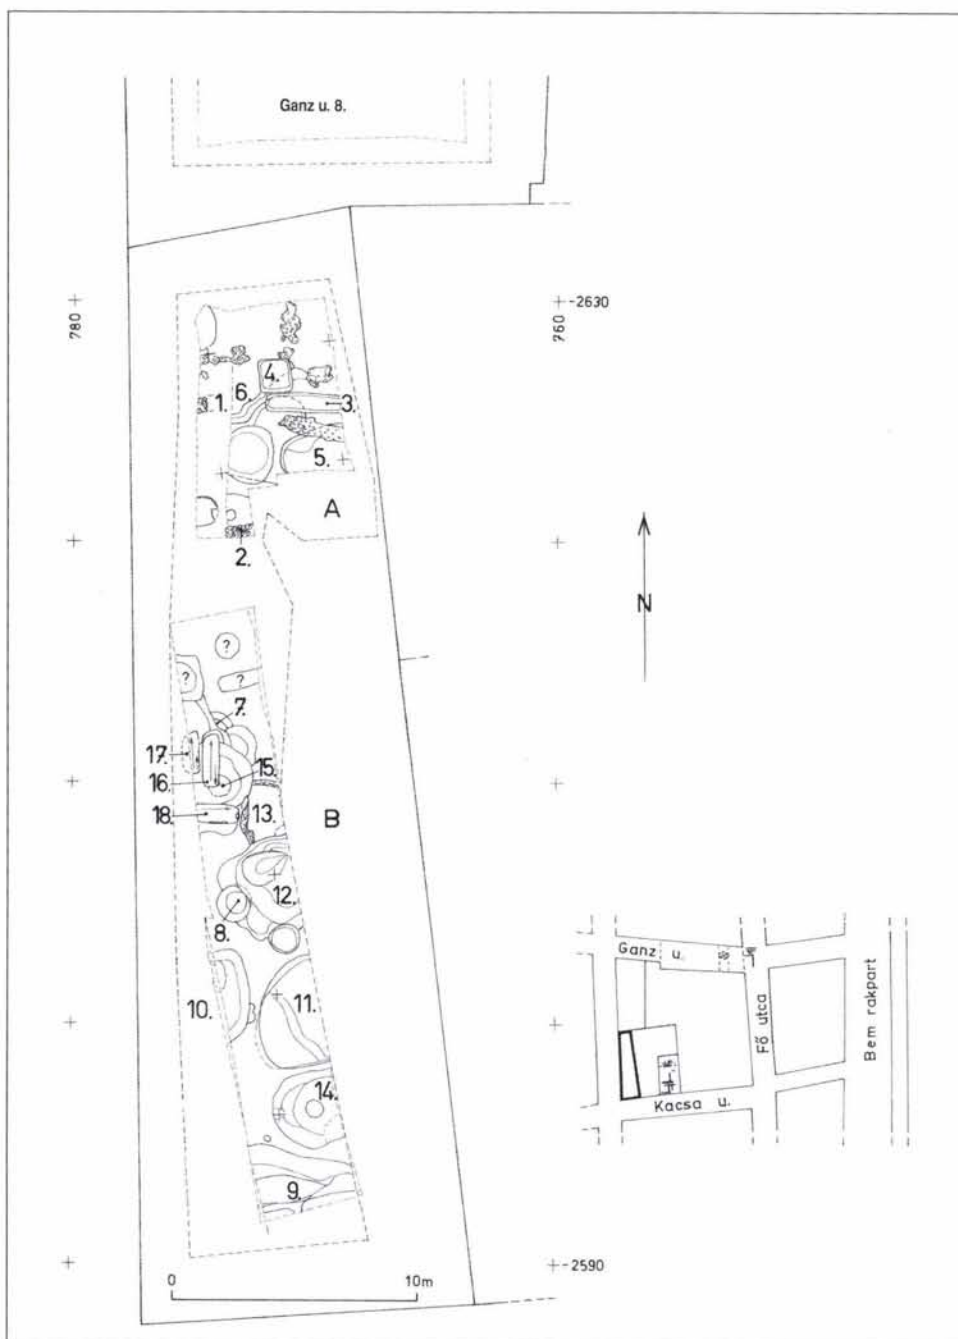 Ganz u. 8.
780
760
-2630
4.
6.
1.
3.
5.
A
2.
N
?
?
?
7.
17.
15.
16.
18.
13.
B
12.
8.
11.
10.
14.
9.
Ganz u.
Fő utca
Bem rakpart
Kacsa u.
-2590
0
10m